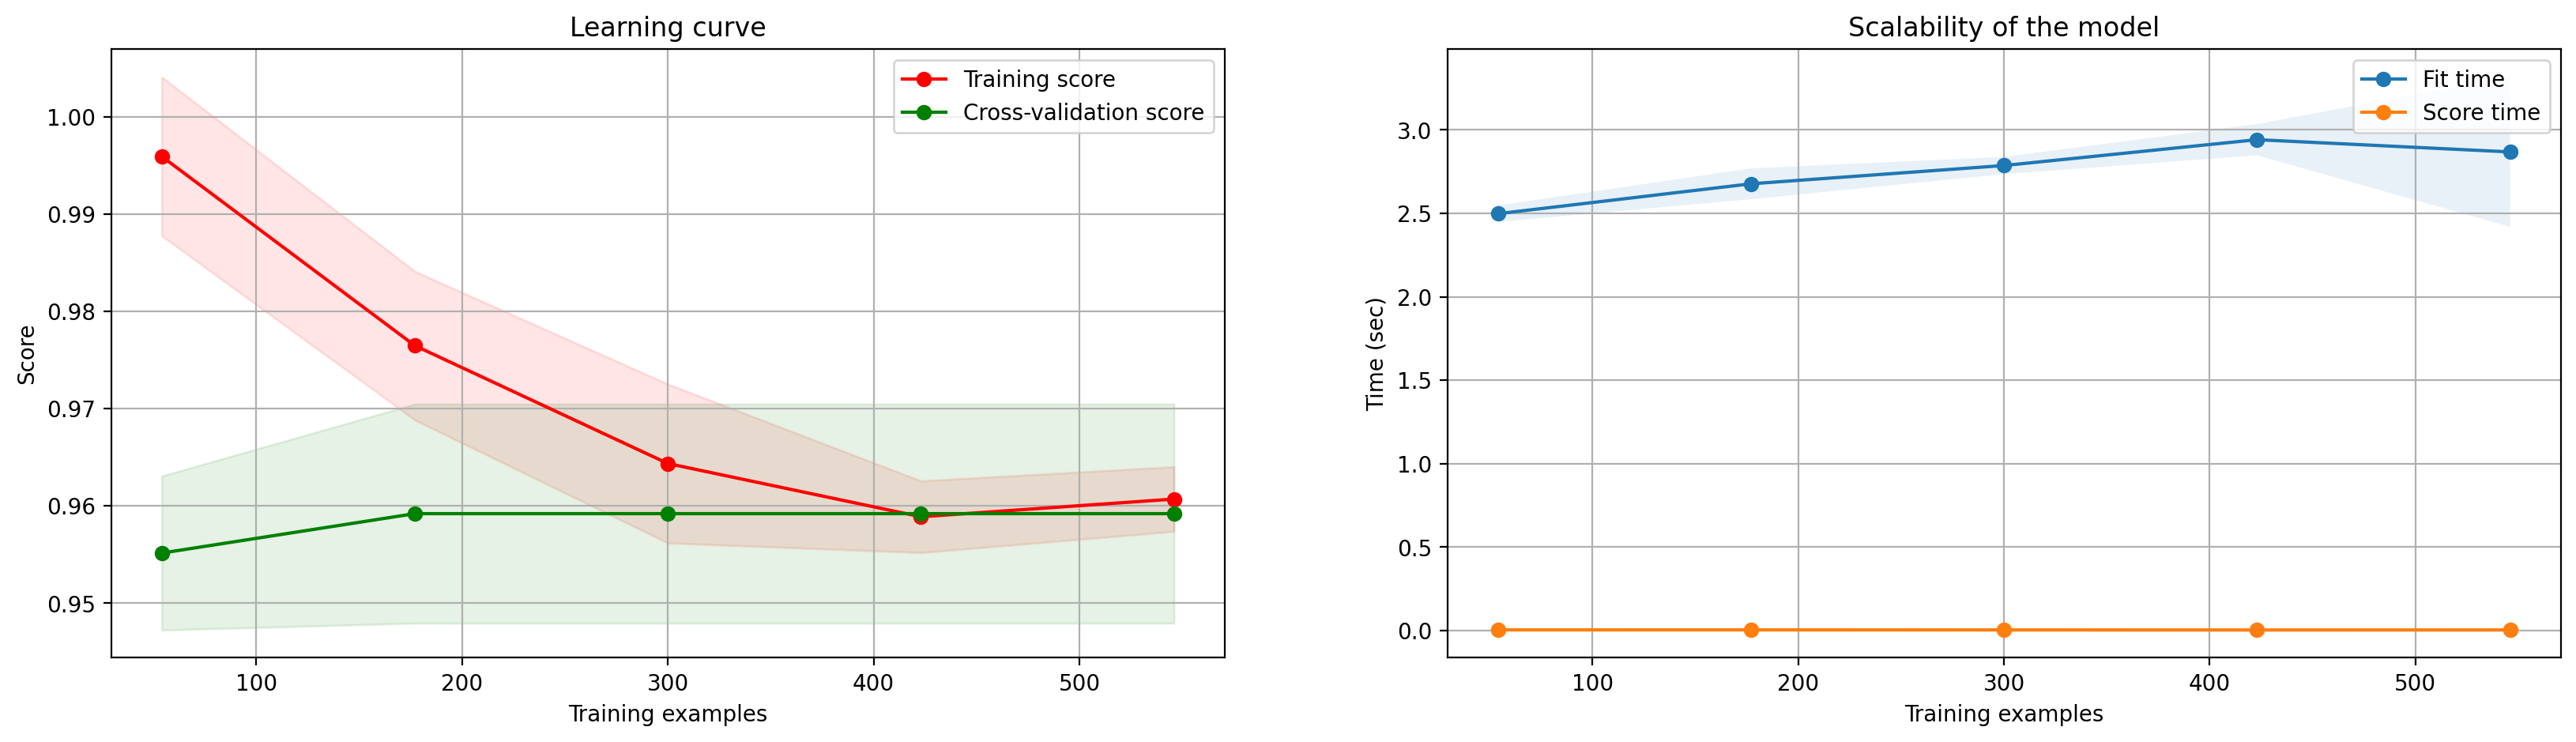 Learning curve
Training score
Cross-validation score
1.00
0.99
0.98
0.97
0.96
0.95
Score
100 200 300 400 500
Training examples
Scalability of the model
Fit time
Score time
3.0
2.5
2.0
1.5
1.0
0.5
0.0
Time (sec)
100 200 300 400 500
Training examples